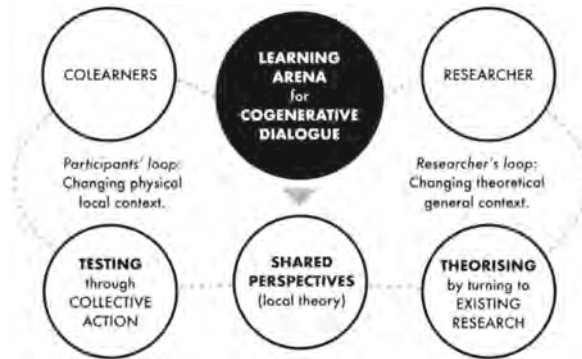 COLEARNERS
LEARNING
ARENA
for
COGENERATIVE
DIALOGUE
RESEARCHER
Participants' loop:
Changing physical
local context.
Researcher's loop:
Changing theoretical
general context.
TESTING
through
COLLECTIVE
ACTION
SHARED
PERSPECTIVES
(local theory)
THEORISING
by turning to
EXISTING
RESEARCH